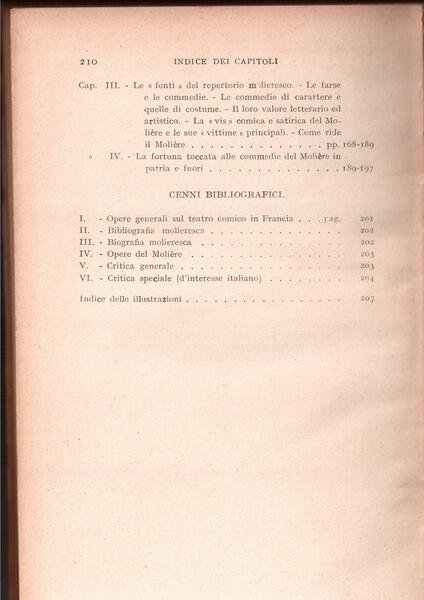 210 INDICE DEI CAPITOLI
Cap. III. - Le « fonti » del repertorio molieresco. - Le farse
e le commedie. - Le commedie di carattere e
quelle di costume. - Il loro valore letterario ed
artistico. - La « vis » comica e satirica del Mo-
lière e le sue « vittime » principali. - Come ride
il Molière . . . . . . . . . . . . . pp. 168-189
» IV. - La fortuna toccata alle commedie del Molière in
patria e fuori . . . . . . . . . . . . . 189-197
CENNI BIBLIOGRAFICI.
I. - Opere generali sul teatro comico in Francia . . . pag. 201
II. - Bibliografia molieresca . . . . . . . . . . . 202
III. - Biografia molieresca . . . . . . . . . . . . 202
IV. - Opere del Molière . . . . . . . . . . . . . 203
V. - Critica generale . . . . . . . . . . . . . . 203
VI. - Critica speciale (d'interesse italiano) . . . . . . . 204
Indice delle illustrazioni . . . . . . . . . . . . . . 207